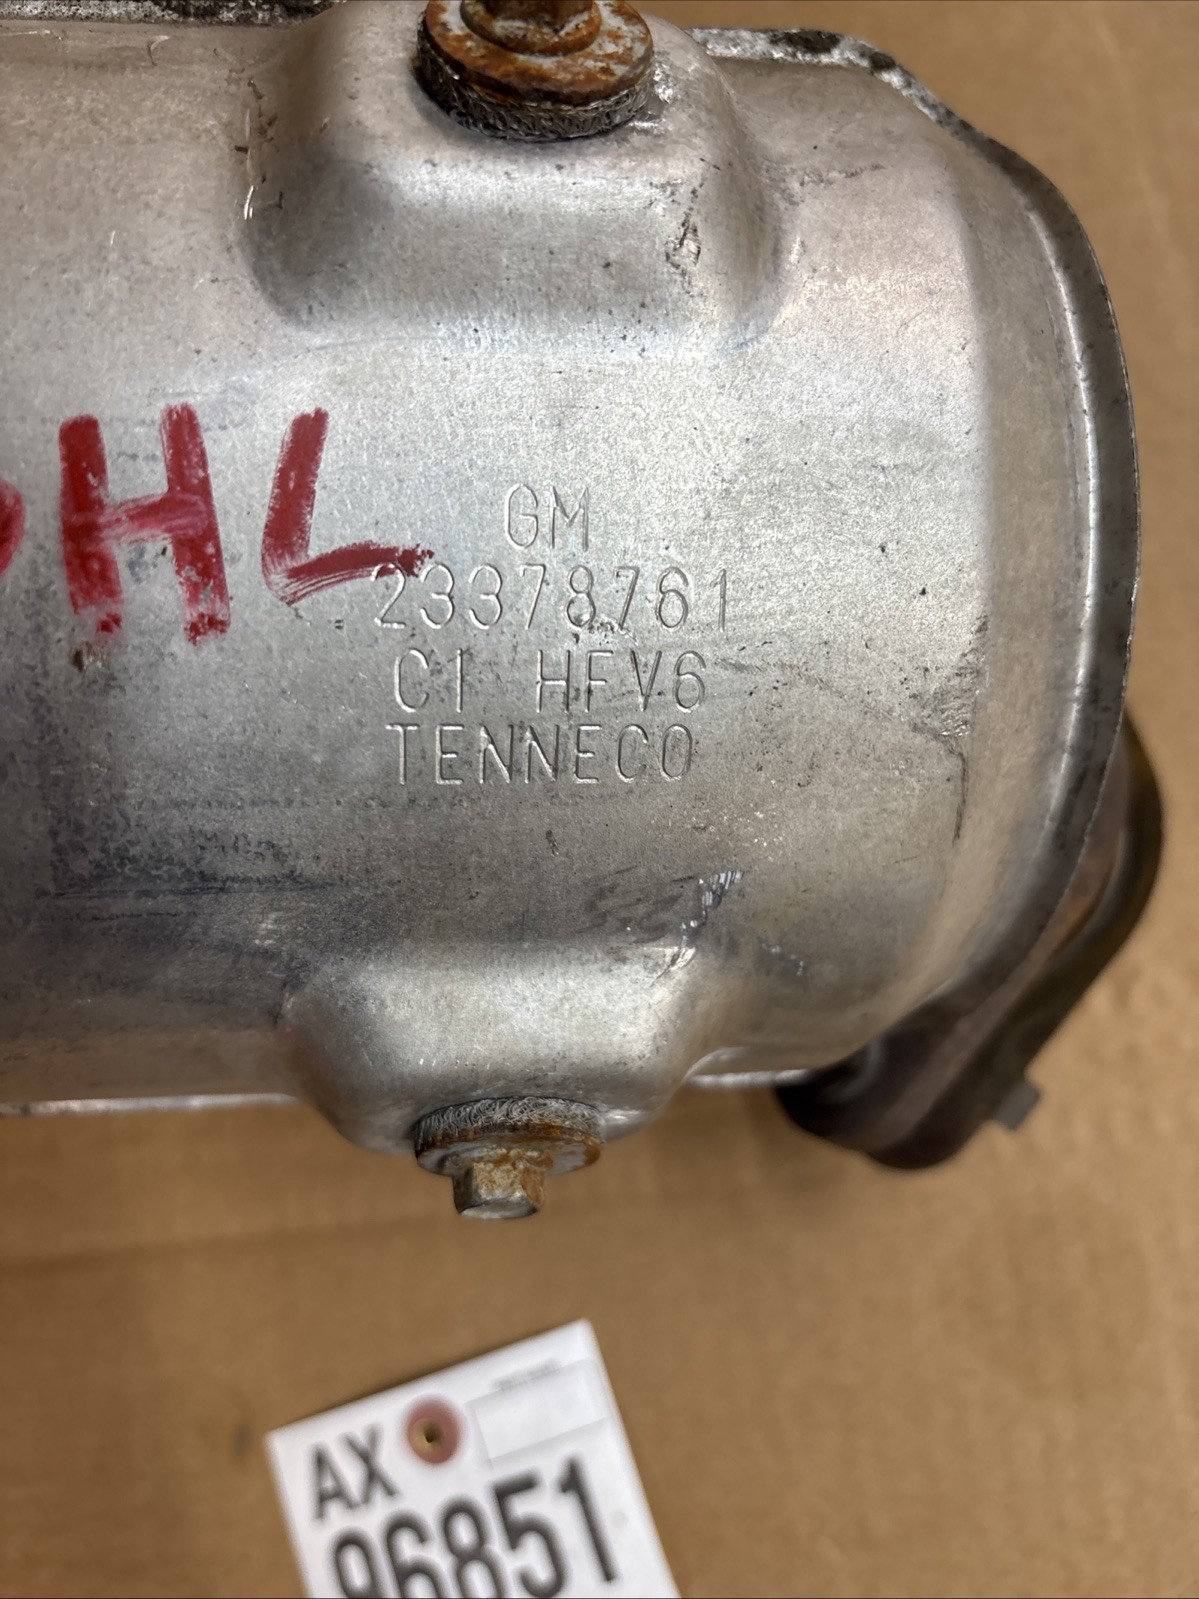 HL
GM
23378761
C1 HFV6
TENNECO
AX
96851